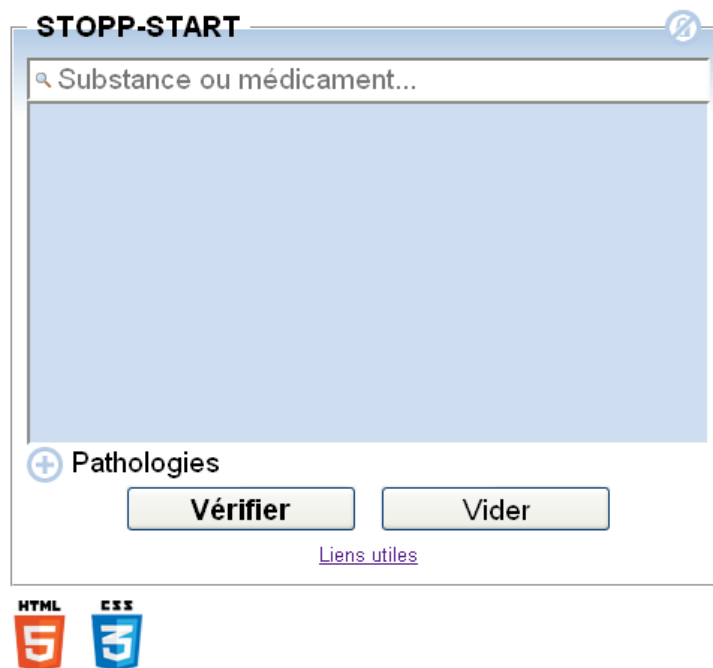 STOPP-START
Substance ou médicament...
Pathologies
Vérifier Vider
Liens utiles
HTML CSS
5 3